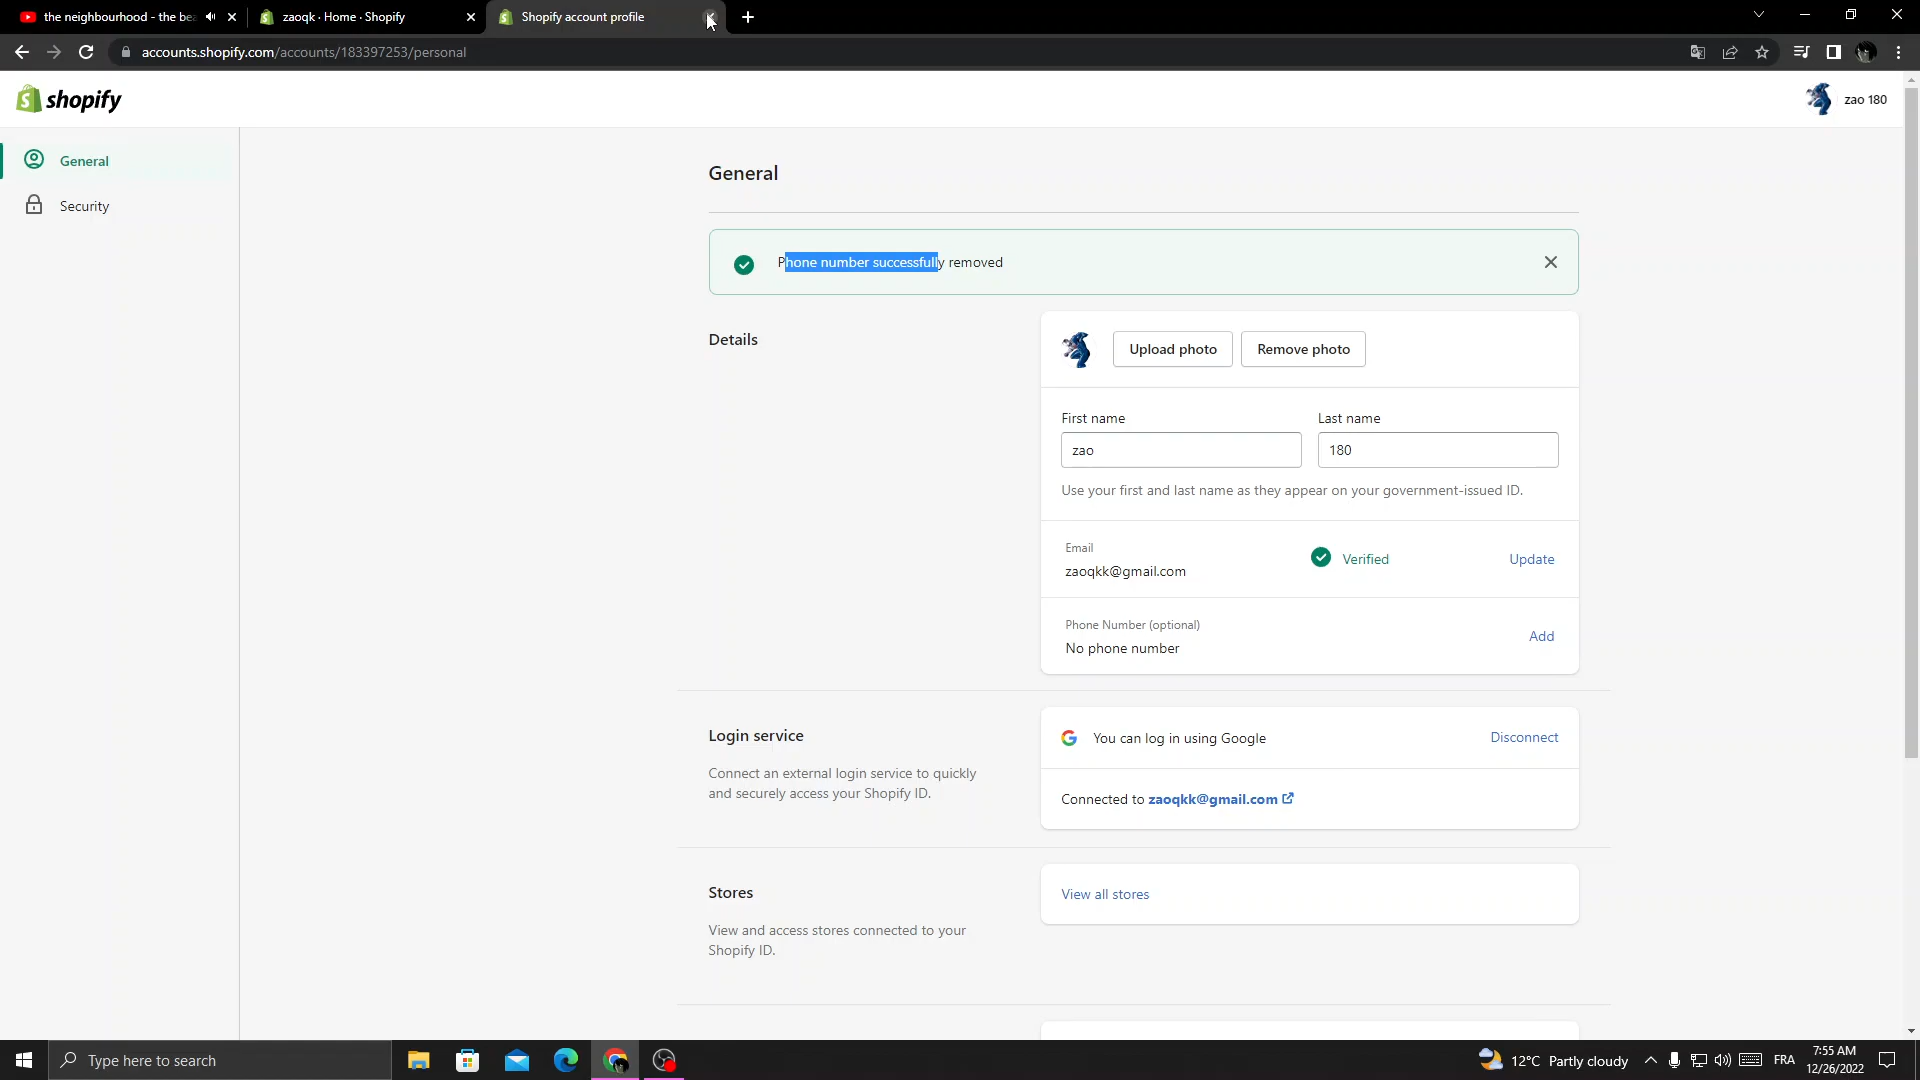 the neighbourhood - the bea
zaoqk · Home · Shopify
Shopify account profile
accounts.shopify.com/accounts/183397253/personal
shopify
zao 180
General
Security
General
Phone number successfully removed
Details
Upload photo
Remove photo
First name
Last name
zao
180
Use your first and last name as they appear on your government-issued ID.
Email
zaoqkk@gmail.com
Verified
Update
Phone Number (optional)
No phone number
Add
Login service
Connect an external login service to quickly
and securely access your Shopify ID.
You can log in using Google
Disconnect
Connected to zaoqkk@gmail.com
Stores
View and access stores connected to your
Shopify ID.
View all stores
Type here to search
12°C Partly cloudy
FRA
7:55 AM
12/26/2022